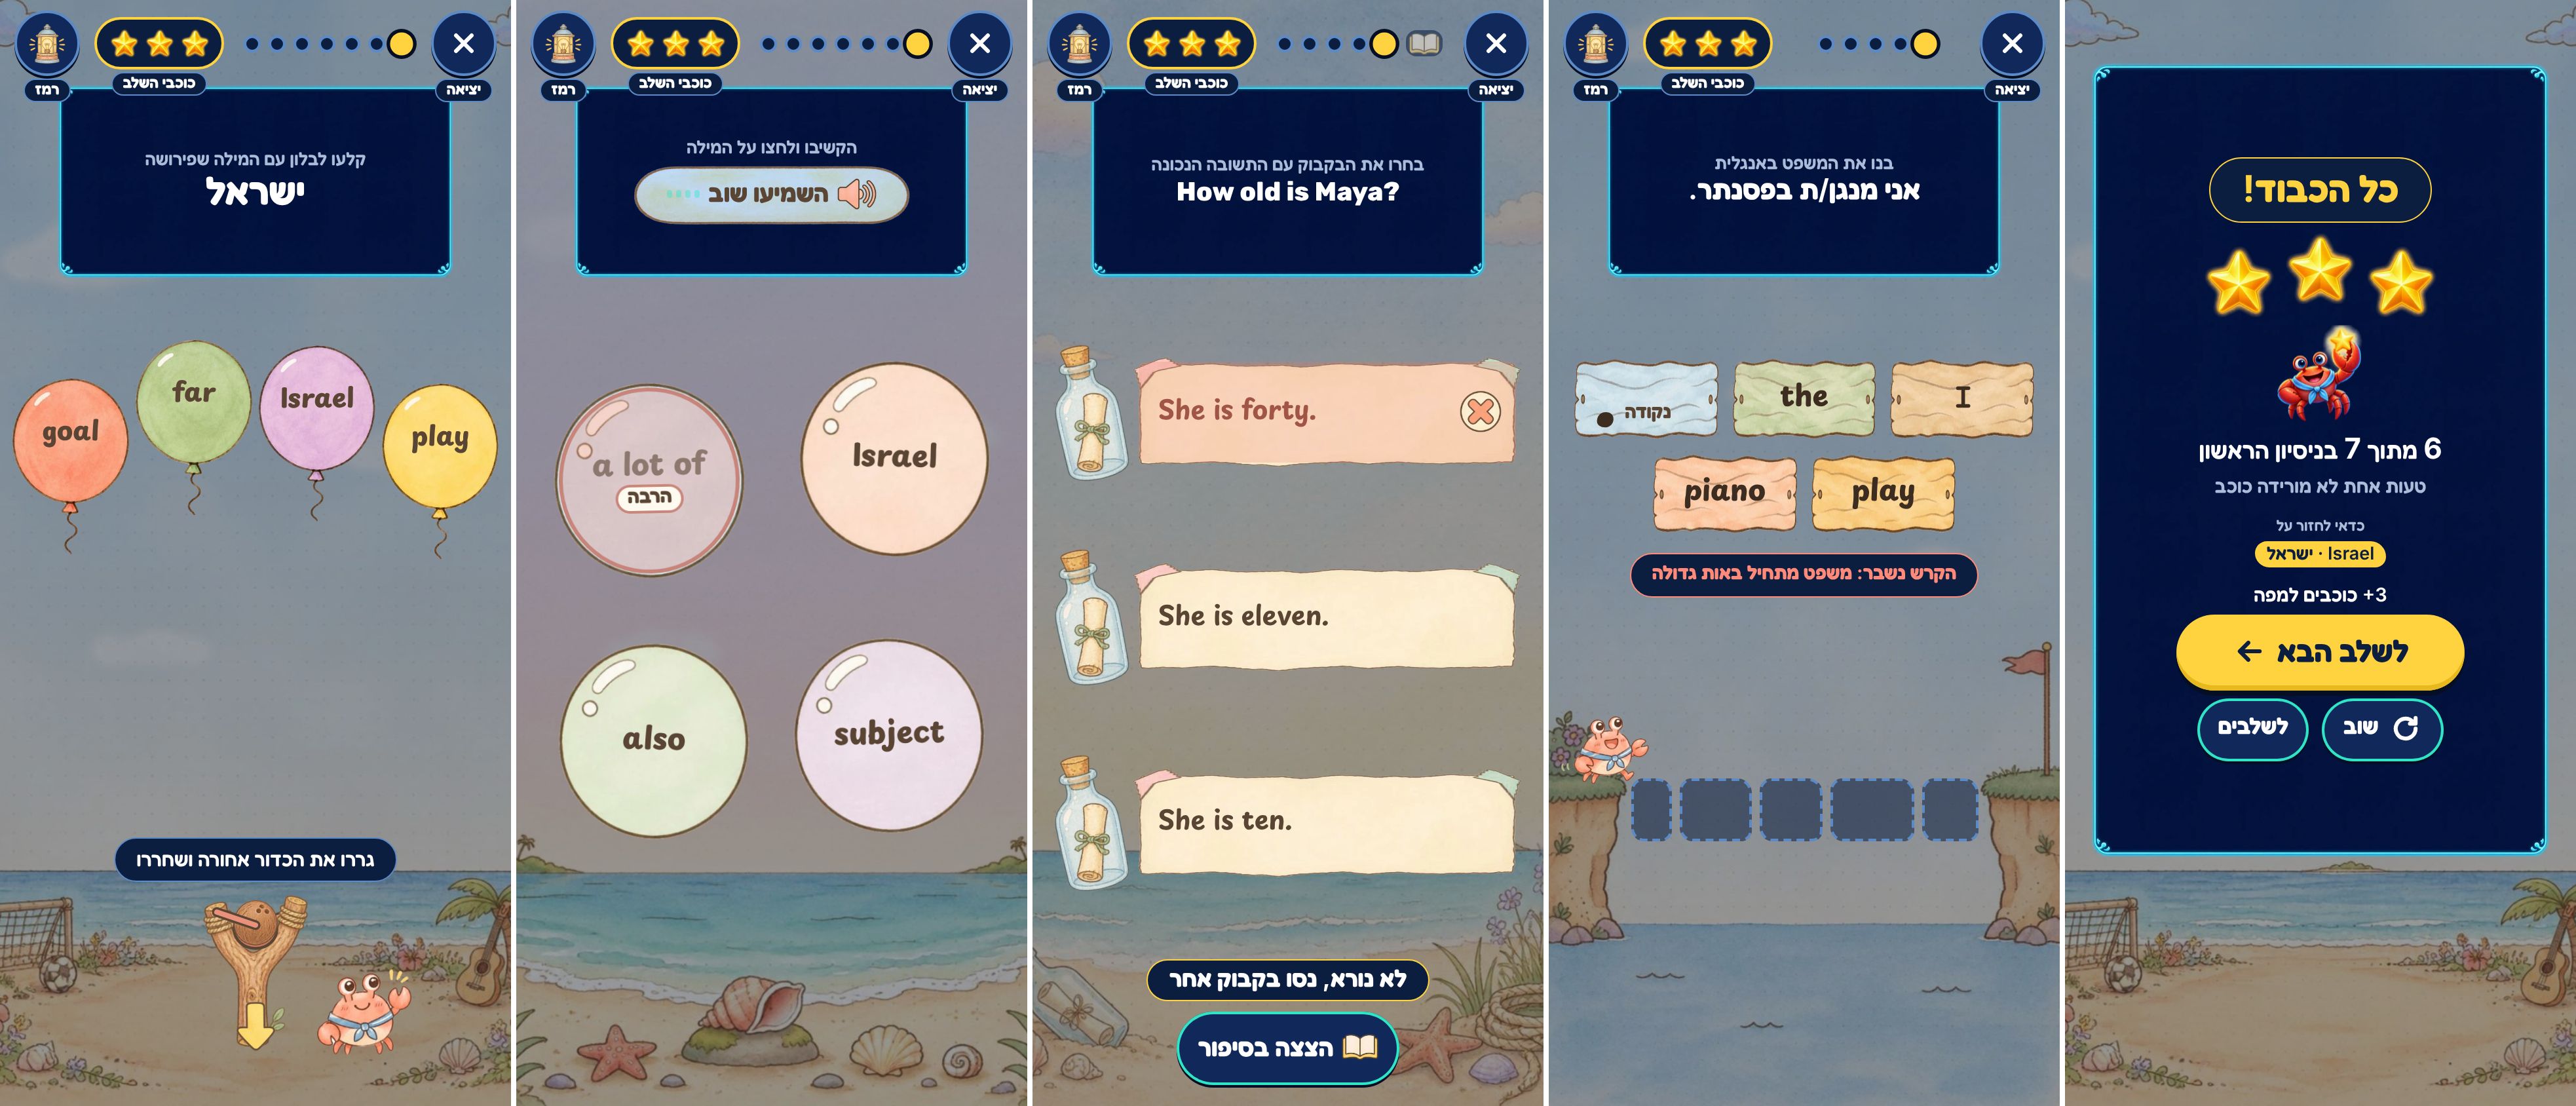 רמז
כוכבי השלב
יציאה
קלעו לבלון עם המילה שפירושה
ישראל
goal
far
Israel
play
גררו את הכדור אחורה ושחררו
רמז
כוכבי השלב
יציאה
הקשיבו ולחצו על המילה
השמיעו שוב
a lot of
הרבה
Israel
also
subject
רמז
כוכבי השלב
יציאה
בחרו את הבקבוק עם התשובה הנכונה
How old is Maya?
She is forty.
She is eleven.
She is ten.
לא נורא, נסו בקבוק אחר
הצצה בסיפור
רמז
כוכבי השלב
יציאה
בנו את המשפט באנגלית
אני מנגן/ת בפסנתר.
I
the
. נקודה
play
piano
הקרש נשבר: משפט מתחיל באות גדולה
כל הכבוד!
6 מתוך 7 בניסיון הראשון
טעות אחת לא מורידה כוכב
כדאי לחזור על
Israel · ישראל
+3 כוכבים למפה
לשלב הבא ←
שוב
לשלבים